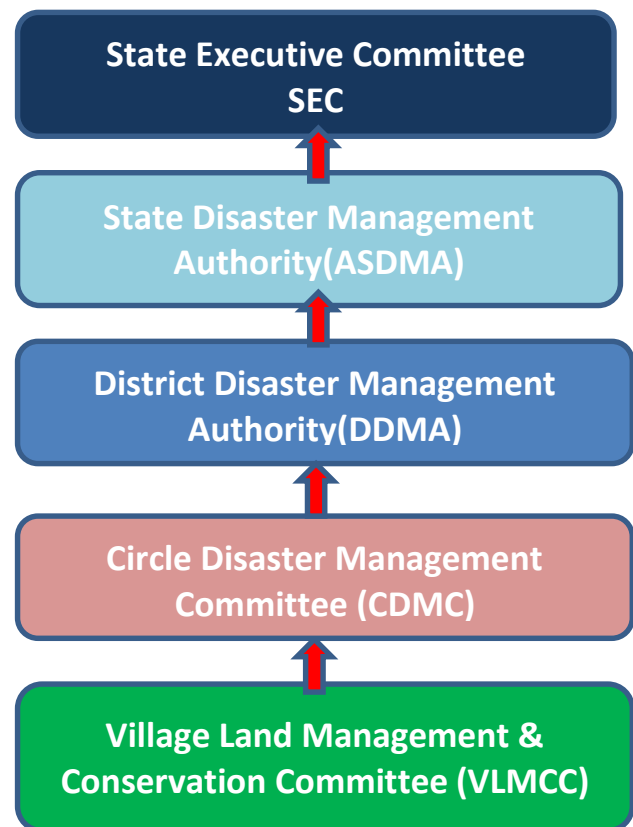 State Executive Committee
SEC
State Disaster Management
Authority(ASDMA)
District Disaster Management
Authority(DDMA)
Circle Disaster Management
Committee (CDMC)
Village Land Management &
Conservation Committee (VLMCC)